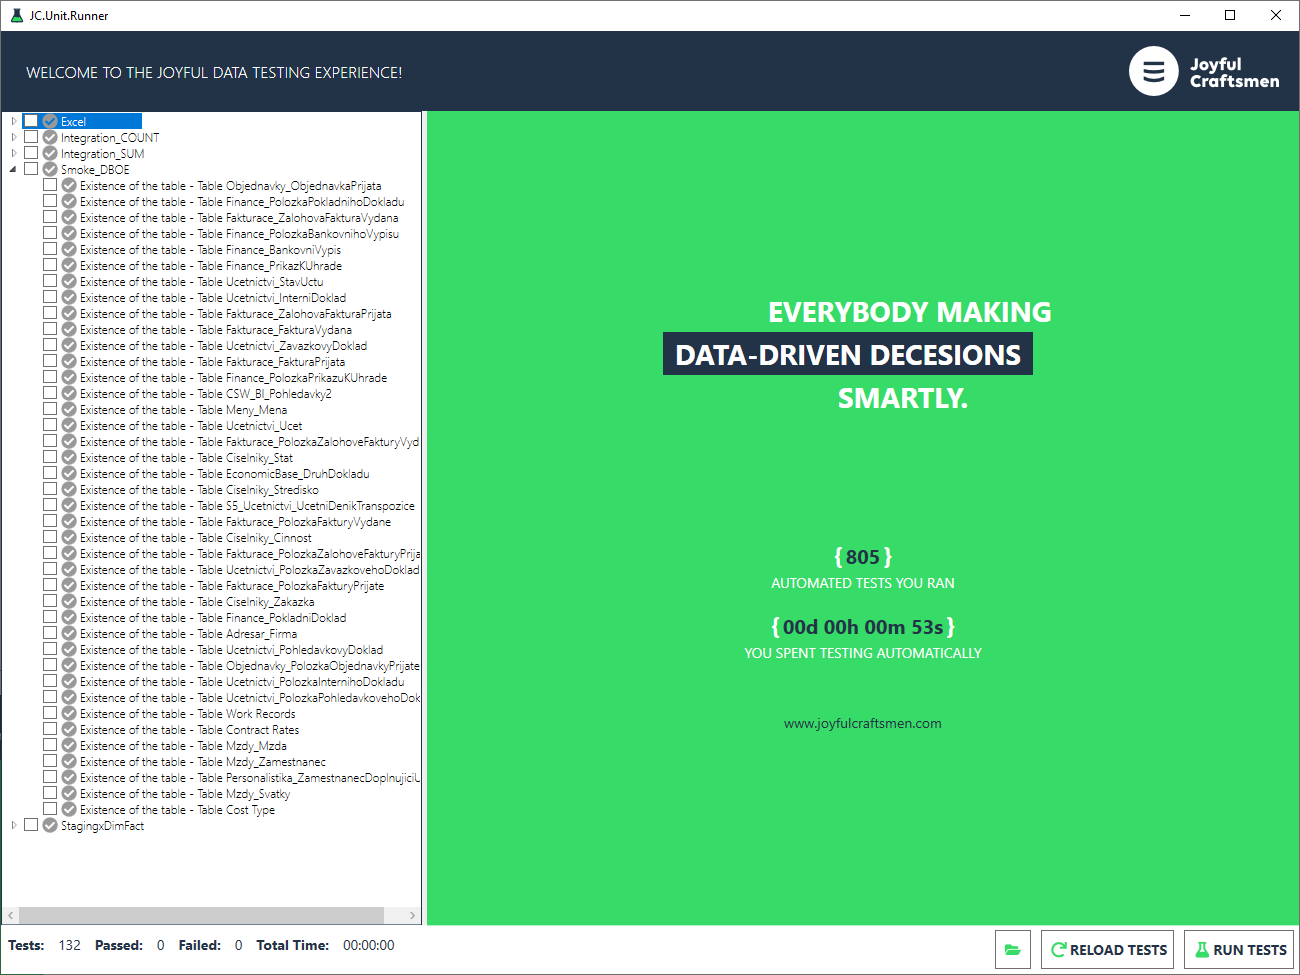 JC.Unit.Runner
WELCOME TO THE JOYFUL DATA TESTING EXPERIENCE!
Joyful
Craftsmen
Excel
Integration_COUNT
Integration_SUM
Smoke_DBOE
Existence of the table - Table Objednavky_ObjednavkaPrijata
Existence of the table - Table Finance_PolozkaPokladnihoDokladu
Existence of the table - Table Fakturace_ZalohovaFakturaVydana
Existence of the table - Table Finance_PolozkaBankovnihoVypisu
Existence of the table - Table Finance_BankovniVypis
Existence of the table - Table Finance_PrikazKUhrade
Existence of the table - Table Ucetnictvi_StavUctu
Existence of the table - Table Ucetnictvi_InterniDoklad
Existence of the table - Table Fakturace_ZalohovaFakturaPrijata
Existence of the table - Table Fakturace_FakturaVydana
Existence of the table - Table Ucetnictvi_ZavazkovyDoklad
Existence of the table - Table Fakturace_FakturaPrijata
Existence of the table - Table Finance_PolozkaPrikazuKUhrade
Existence of the table - Table CSW_BI_Pohledavky2
Existence of the table - Table Meny_Mena
Existence of the table - Table Ucetnictvi_Ucet
Existence of the table - Table Fakturace_PolozkaZalohoveFakturyVyd
Existence of the table - Table Ciselniky_Stat
Existence of the table - Table EconomicBase_DruhDokladu
Existence of the table - Table Ciselniky_Stredisko
Existence of the table - Table S5_Ucetnictvi_UcetniDenikTranspozice
Existence of the table - Table Fakturace_PolozkaFakturyVydane
Existence of the table - Table Ciselniky_Cinnost
Existence of the table - Table Fakturace_PolozkaZalohoveFakturyPrija
Existence of the table - Table Ucetnictvi_PolozkaZavazkovehoDoklad
Existence of the table - Table Fakturace_PolozkaFakturyPrijate
Existence of the table - Table Ciselniky_Zakazka
Existence of the table - Table Finance_PokladniDoklad
Existence of the table - Table Adresar_Firma
Existence of the table - Table Ucetnictvi_PohledavkovyDoklad
Existence of the table - Table Objednavky_PolozkaObjednavkyPrijate
Existence of the table - Table Ucetnictvi_PolozkaInternihoDokladu
Existence of the table - Table Ucetnictvi_PolozkaPohledavkovehoDok
Existence of the table - Table Work Records
Existence of the table - Table Contract Rates
Existence of the table - Table Mzdy_Mzda
Existence of the table - Table Mzdy_Zamestnanec
Existence of the table - Table Personalistika_ZamestnanecDoplnujiciU
Existence of the table - Table Mzdy_Svatky
Existence of the table - Table Cost Type
StagingxDimFact
EVERYBODY MAKING
DATA-DRIVEN DECESIONS
SMARTLY.
{ 805 }
AUTOMATED TESTS YOU RAN
{ 00d 00h 00m 53s }
YOU SPENT TESTING AUTOMATICALLY
www.joyfulcraftsmen.com
Tests: 132 Passed: 0 Failed: 0 Total Time: 00:00:00
RELOAD TESTS
RUN TESTS